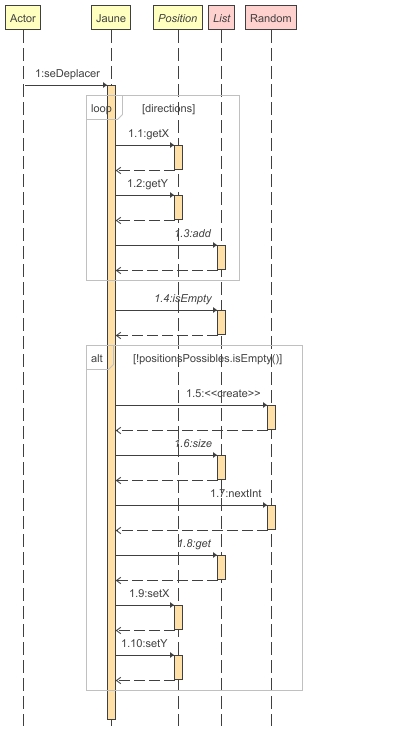 Actor Jaune Position List Random
1:seDeplacer
loop [directions]
1.1:getX
1.2:getY
1.3:add
1.4:isEmpty
alt [!positionsPossibles.isEmpty()]
1.5:<<create>>
1.6:size
1.7:nextInt
1.8:get
1.9:setX
1.10:setY